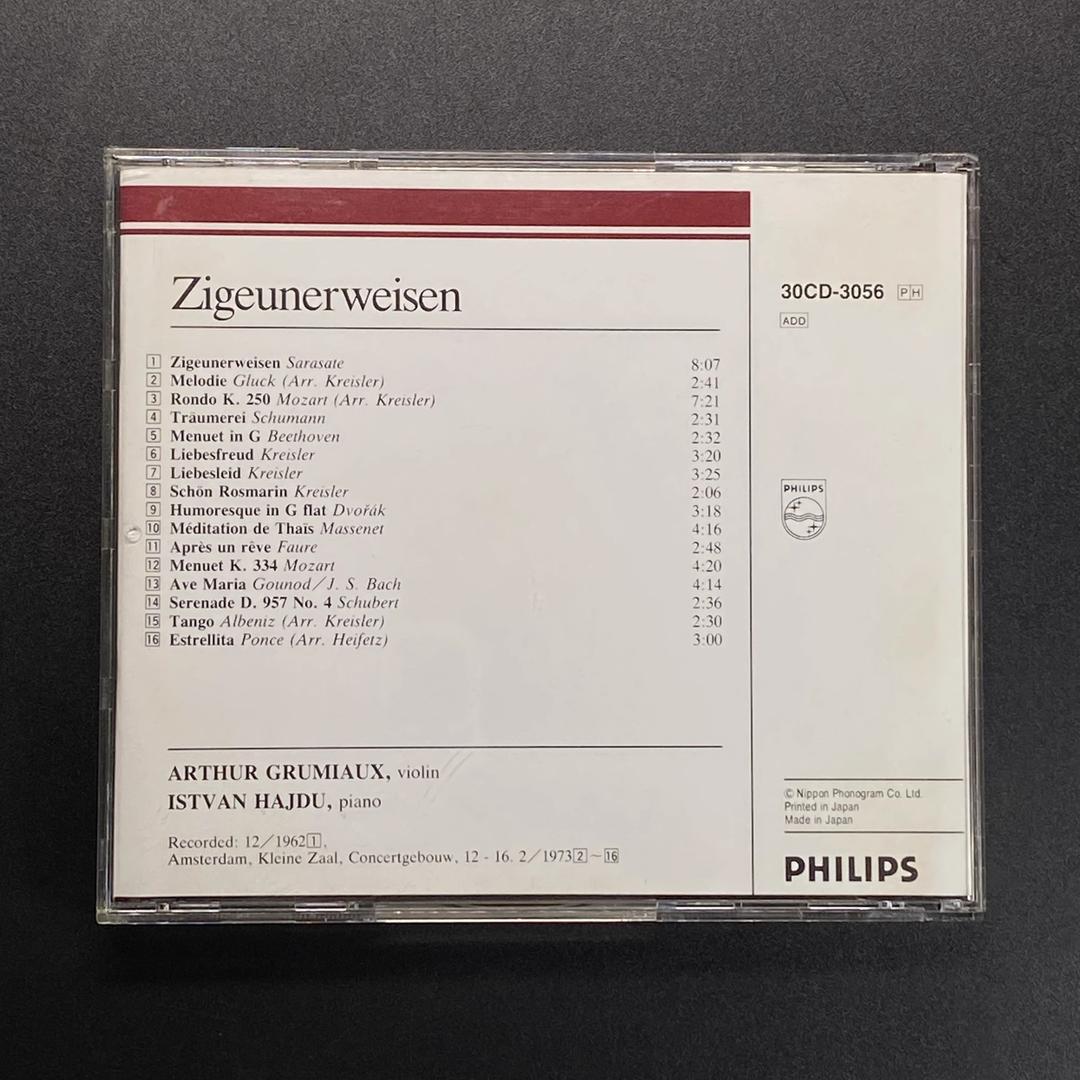 Zigeunerweisen
1 Zigeunerweisen Sarasate 8:07
2 Melodie Gluck (Arr. Kreisler) 2:41
3 Rondo K. 250 Mozart (Arr. Kreisler) 7:21
4 Träumerei Schumann 2:31
5 Menuet in G Beethoven 2:32
6 Liebesfreud Kreisler 3:20
7 Liebesleid Kreisler 3:25
8 Schön Rosmarin Kreisler 2:06
9 Humoresque in G flat Dvořák 3:18
10 Méditation de Thaïs Massenet 4:16
11 Après un rêve Faure 2:48
12 Menuet K. 334 Mozart 4:20
13 Ave Maria Gounod/J. S. Bach 4:14
14 Serenade D. 957 No. 4 Schubert 2:36
15 Tango Albeniz (Arr. Kreisler) 2:30
16 Estrellita Ponce (Arr. Heifetz) 3:00
ARTHUR GRUMIAUX, violin
ISTVAN HAJDU, piano
Recorded: 12/1962 1,
Amsterdam, Kleine Zaal, Concertgebouw, 12 - 16. 2/1973 2~16
30CD-3056 PH
ADD
PHILIPS
© Nippon Phonogram Co. Ltd.
Printed in Japan
Made in Japan
PHILIPS